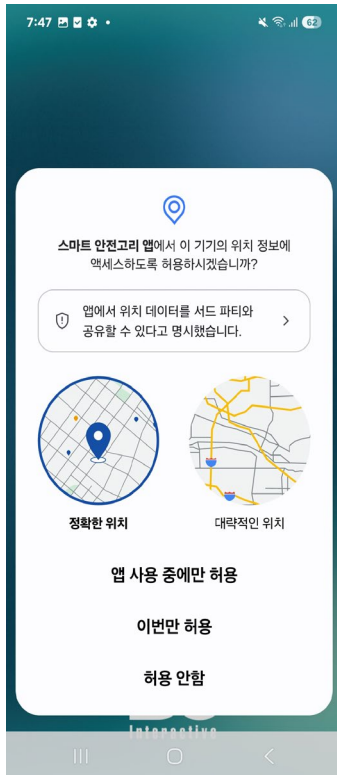 7:47
62
스마트 안전고리 앱에서 이 기기의 위치 정보에
액세스하도록 허용하시겠습니까?
앱에서 위치 데이터를 서드 파티와
공유할 수 있다고 명시했습니다.
정확한 위치
대략적인 위치
앱 사용 중에만 허용
이번만 허용
허용 안함
Interactive